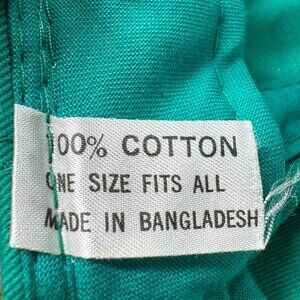 100% COTTON
ONE SIZE FITS ALL
MADE IN BANGLADESH